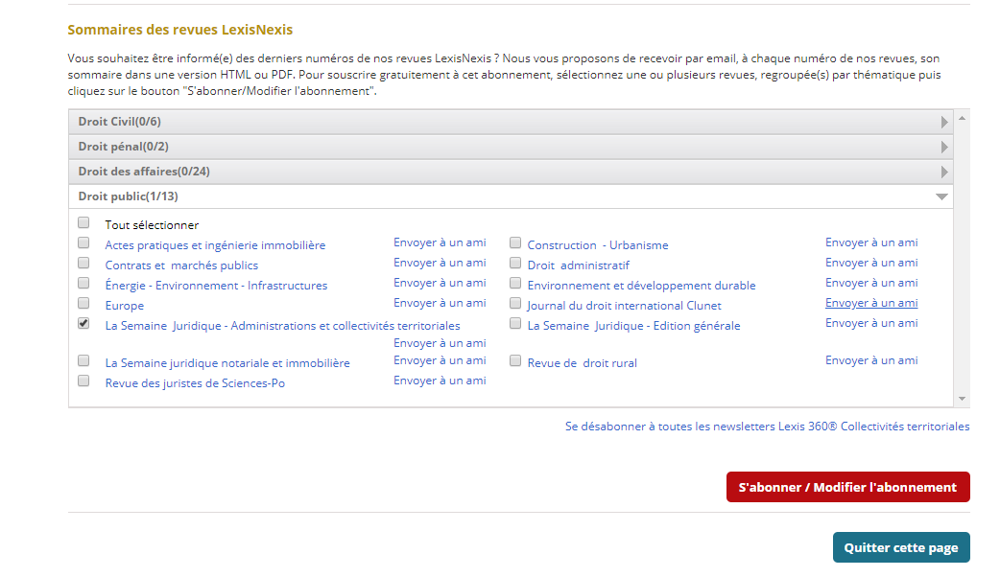 Sommaires des revues LexisNexis
Vous souhaitez être informé(e) des derniers numéros de nos revues LexisNexis ? Nous vous proposons de recevoir par email, à chaque numéro de nos revues, son
sommaire dans une version HTML ou PDF. Pour souscrire gratuitement à cet abonnement, sélectionnez une ou plusieurs revues, regroupée(s) par thématique puis
cliquez sur le bouton "S'abonner/Modifier l'abonnement".
Droit Civil(0/6)
Droit pénal(0/2)
Droit des affaires(0/24)
Droit public(1/13)
Tout sélectionner
Actes pratiques et ingénierie immobilière Envoyer à un ami Construction - Urbanisme Envoyer à un ami
Contrats et marchés publics Envoyer à un ami Droit administratif Envoyer à un ami
Énergie - Environnement - Infrastructures Envoyer à un ami Environnement et développement durable Envoyer à un ami
Europe Envoyer à un ami Journal du droit international Clunet Envoyer à un ami
La Semaine Juridique - Administrations et collectivités territoriales La Semaine Juridique - Edition générale Envoyer à un ami
Envoyer à un ami
La Semaine juridique notariale et immobilière Envoyer à un ami Revue de droit rural Envoyer à un ami
Revue des juristes de Sciences-Po Envoyer à un ami
Se désabonner à toutes les newsletters Lexis 360® Collectivités territoriales
S'abonner / Modifier l'abonnement
Quitter cette page